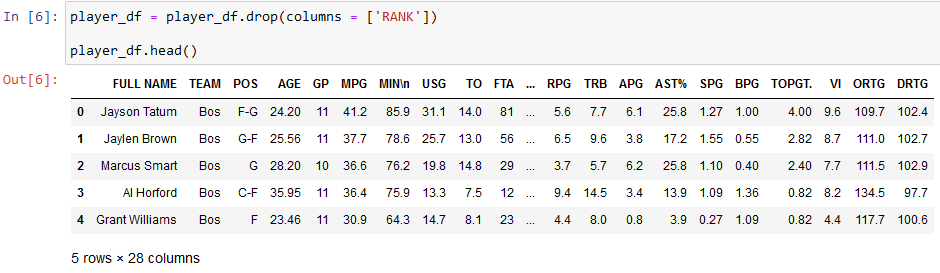 In [6]: player_df = player_df.drop(columns = ['RANK'])
player_df.head()
Out[6]:
FULL NAME TEAM POS AGE GP MPG MIN\n USG TO FTA ... RPG TRB APG AST% SPG BPG TOPGT. VI ORTG DRTG
0 Jayson Tatum Bos F-G 24.20 11 41.2 85.9 31.1 14.0 81 ... 5.6 7.7 6.1 25.8 1.27 1.00 4.00 9.6 109.7 102.4
1 Jaylen Brown Bos G-F 25.56 11 37.7 78.6 25.7 13.0 56 ... 6.5 9.6 3.8 17.2 1.55 0.55 2.82 8.7 111.0 102.7
2 Marcus Smart Bos G 28.20 10 36.6 76.2 19.8 14.8 29 ... 3.7 5.7 6.2 25.8 1.10 0.40 2.40 7.7 111.5 102.9
3 Al Horford Bos C-F 35.95 11 36.4 75.9 13.3 7.5 12 ... 9.4 14.5 3.4 13.9 1.09 1.36 0.82 8.2 134.5 97.7
4 Grant Williams Bos F 23.46 11 30.9 64.3 14.7 8.1 23 ... 4.4 8.0 0.8 3.9 0.27 1.09 0.82 4.4 117.7 100.6
5 rows × 28 columns